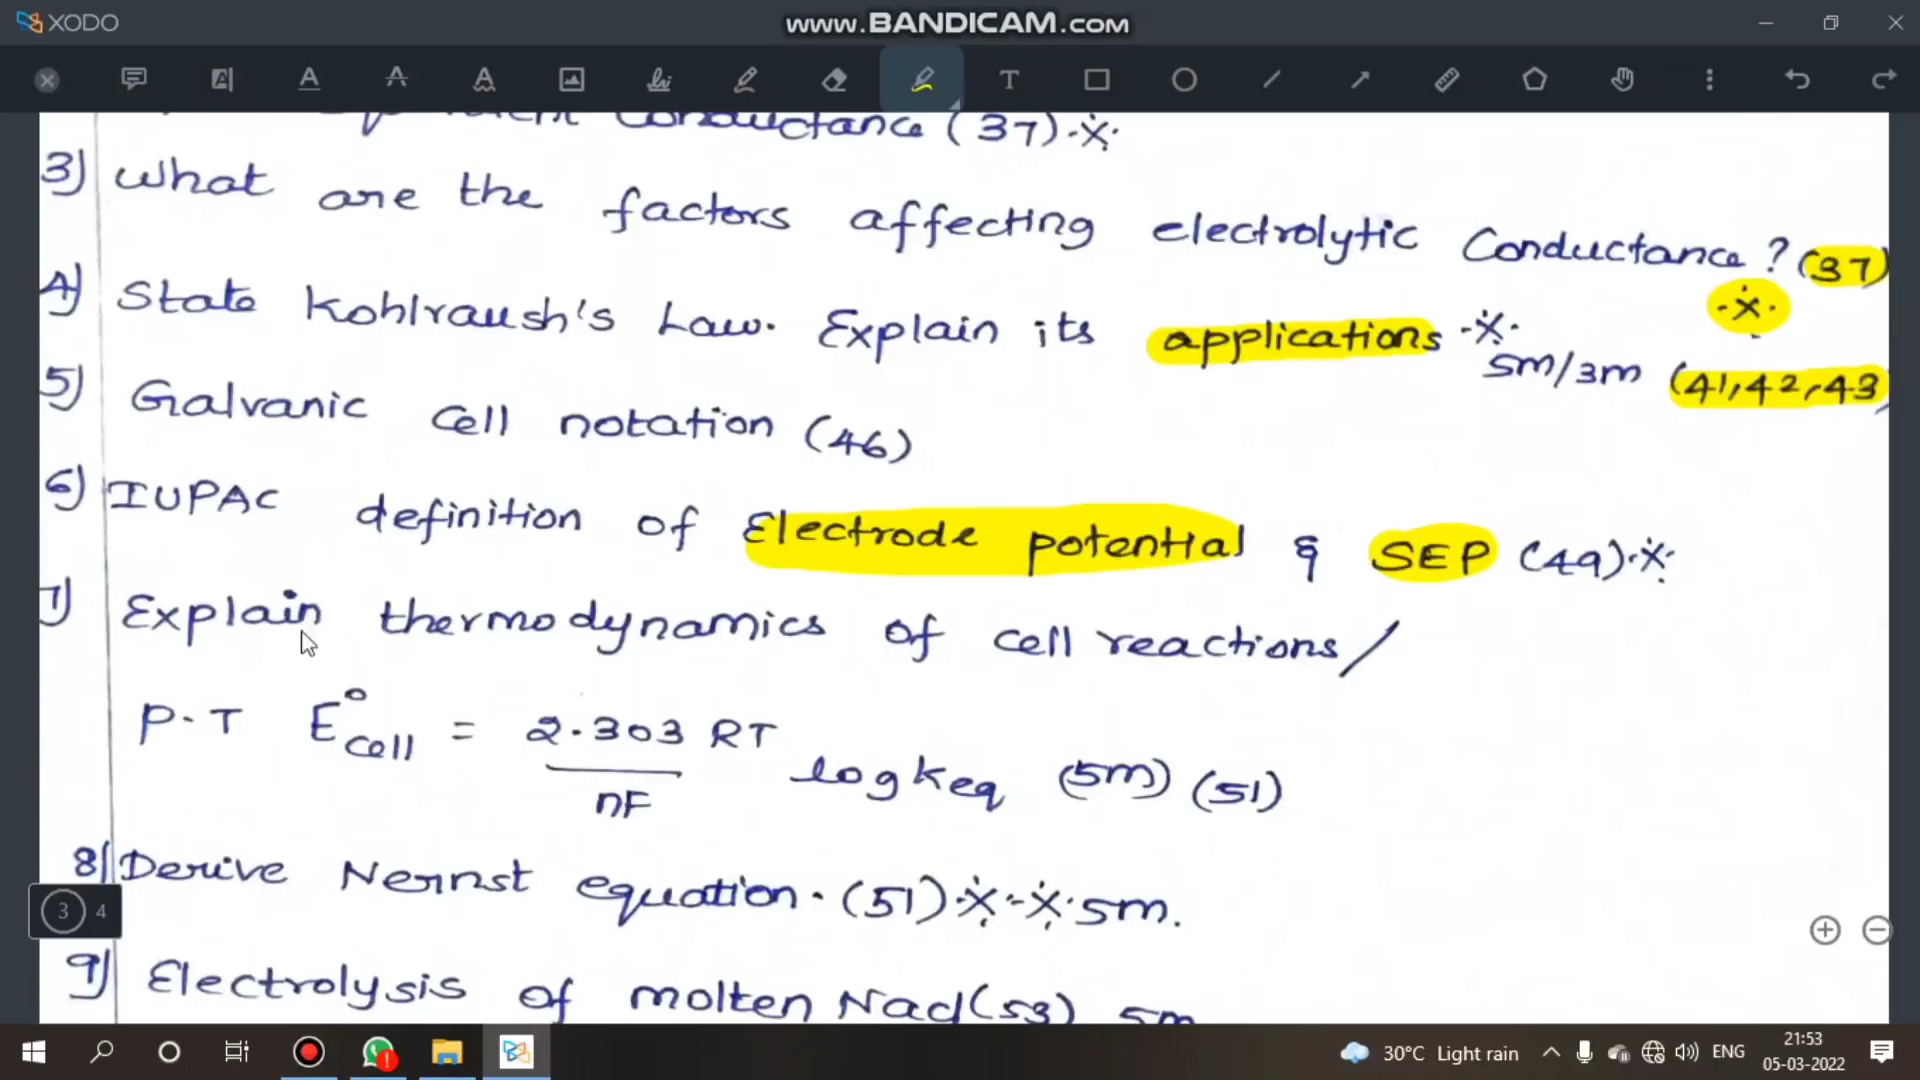 XODO
www.BANDICAM.com
Conductance (37)
3) What are the factors affecting electrolytic Conductance? (37)
4) State Kohlraush's Law. Explain its applications
5m/3m (41,42,43)
5) Galvanic Cell notation (46)
6) IUPAC definition of Electrode potential & SEP (49)
7) Explain thermodynamics of cell reactions/
P.T E°cell = 2.303 RT
nF
log Keq (5m) (51)
8) Derive Nernst equation. (51) 5m.
3 4
9) Electrolysis of molten Nacl (53) 5m
30°C Light rain
ENG
21:53
05-03-2022